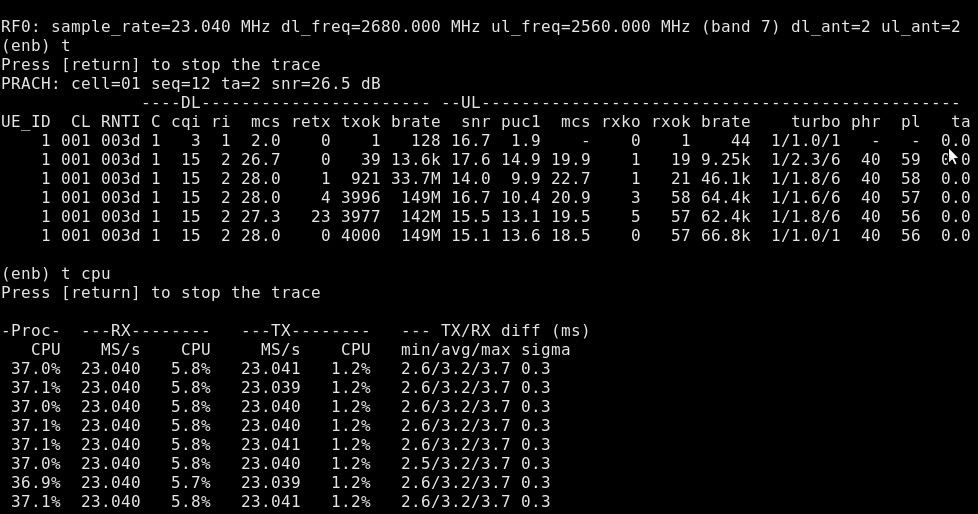 RF0: sample_rate=23.040 MHz dl_freq=2680.000 MHz ul_freq=2560.000 MHz (band 7) dl_ant=2 ul_ant=2
(enb) t
Press [return] to stop the trace
PRACH: cell=01 seq=12 ta=2 snr=26.5 dB
              ----DL----------------------- --UL------------------------------------------------
UE_ID  CL RNTI C cqi ri  mcs retx txok brate  snr puc1  mcs rxko rxok brate    turbo phr  pl   ta
    1 001 003d 1   3  1  2.0    0    1   128 16.7  1.9    -    0    1    44  1/1.0/1   -   -  0.0
    1 001 003d 1  15  2 26.7    0   39 13.6k 17.6 14.9 19.9    1   19 9.25k  1/2.3/6  40  59  0.0
    1 001 003d 1  15  2 28.0    1  921 33.7M 14.0  9.9 22.7    1   21 46.1k  1/1.8/6  40  58  0.0
    1 001 003d 1  15  2 28.0    4 3996  149M 16.7 10.4 20.9    3   58 64.4k  1/1.6/6  40  57  0.0
    1 001 003d 1  15  2 27.3   23 3977  142M 15.5 13.1 19.5    5   57 62.4k  1/1.8/6  40  56  0.0
    1 001 003d 1  15  2 28.0    0 4000  149M 15.1 13.6 18.5    0   57 66.8k  1/1.0/1  40  56  0.0
(enb) t cpu
Press [return] to stop the trace
-Proc-  ---RX--------   ---TX--------   --- TX/RX diff (ms)
   CPU    MS/s    CPU     MS/s    CPU   min/avg/max sigma
 37.0%  23.040   5.8%   23.041   1.2%   2.6/3.2/3.7 0.3
 37.1%  23.040   5.8%   23.039   1.2%   2.6/3.2/3.7 0.3
 37.0%  23.040   5.8%   23.040   1.2%   2.6/3.2/3.7 0.3
 37.1%  23.040   5.8%   23.040   1.2%   2.6/3.2/3.7 0.3
 37.1%  23.040   5.8%   23.041   1.2%   2.6/3.2/3.7 0.3
 37.0%  23.040   5.8%   23.040   1.2%   2.5/3.2/3.7 0.3
 36.9%  23.040   5.7%   23.039   1.2%   2.6/3.2/3.7 0.3
 37.1%  23.040   5.8%   23.041   1.2%   2.6/3.2/3.7 0.3